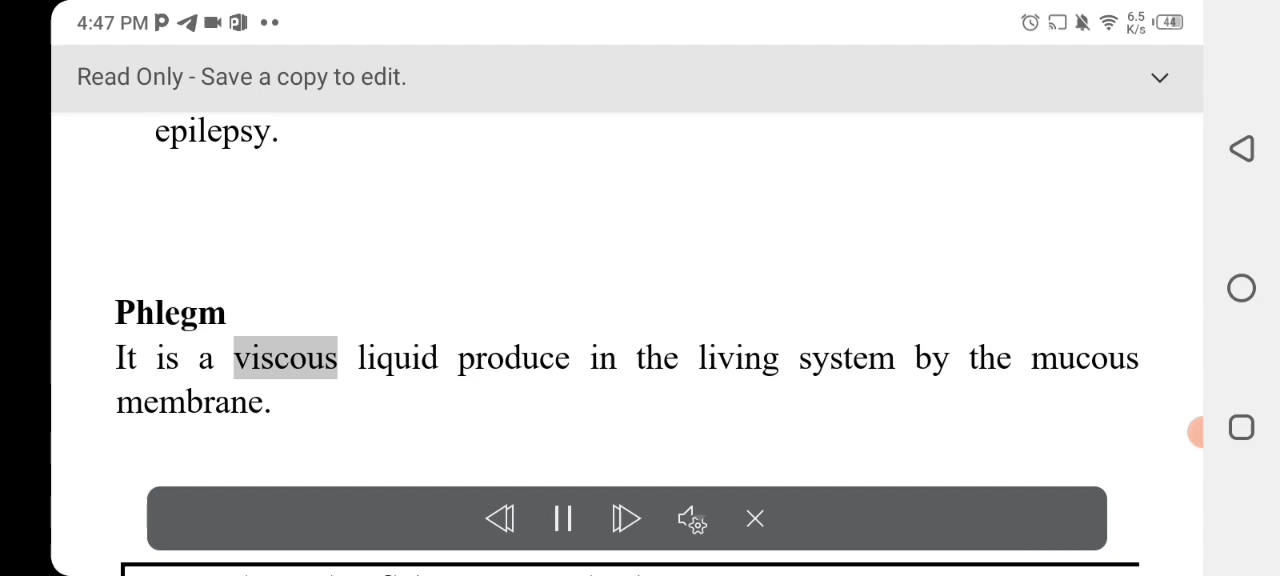 4:47 PM
6.5
K/s
44
Read Only - Save a copy to edit.
epilepsy.
Phlegm
It is a viscous liquid produce in the living system by the mucous
membrane.